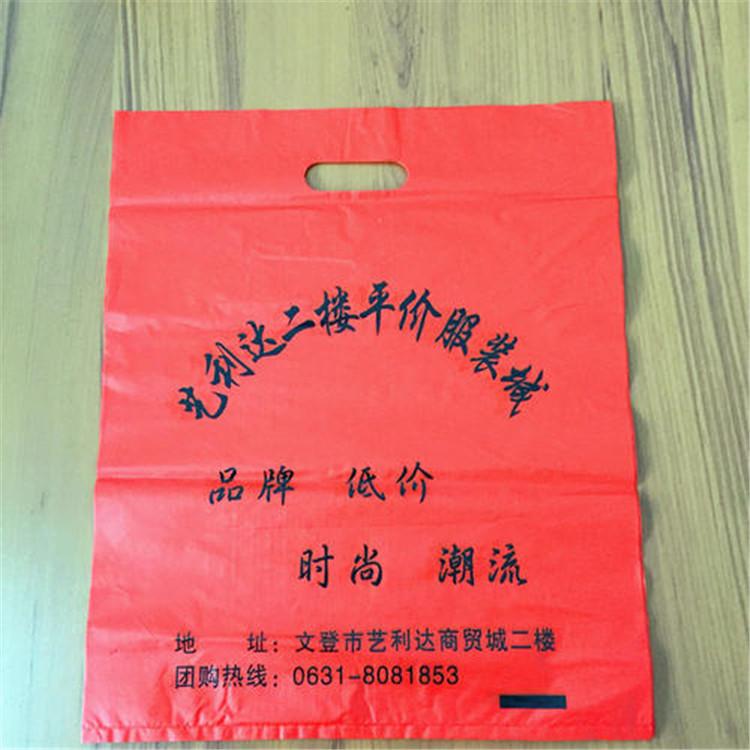 艺利达二楼平价服装城
品牌 低价
时尚 潮流
地 址：文登市艺利达商贸城二楼
团购热线：0631-8081853